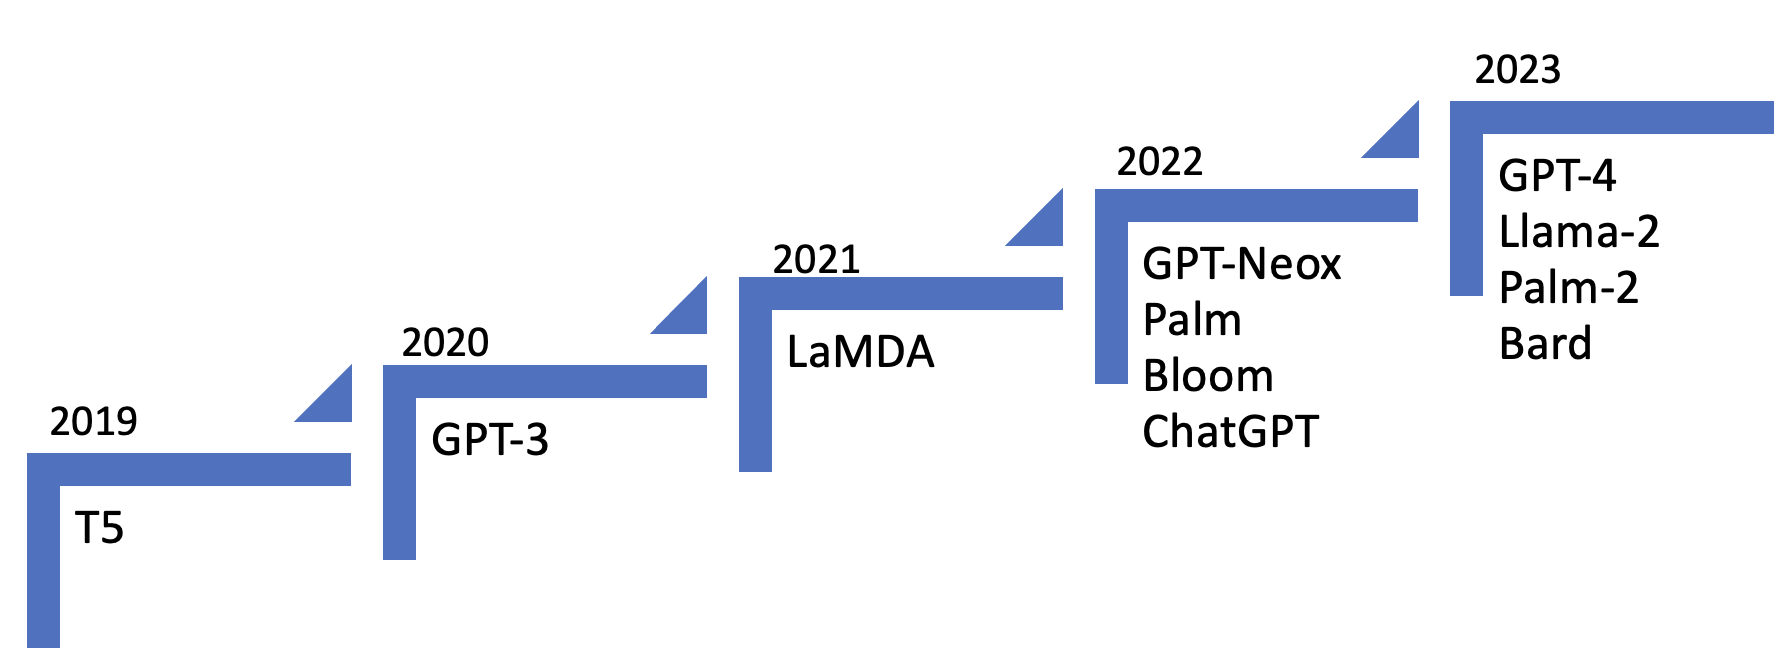 2019
T5
2020
GPT-3
2021
LaMDA
2022
GPT-Neox
Palm
Bloom
ChatGPT
2023
GPT-4
Llama-2
Palm-2
Bard